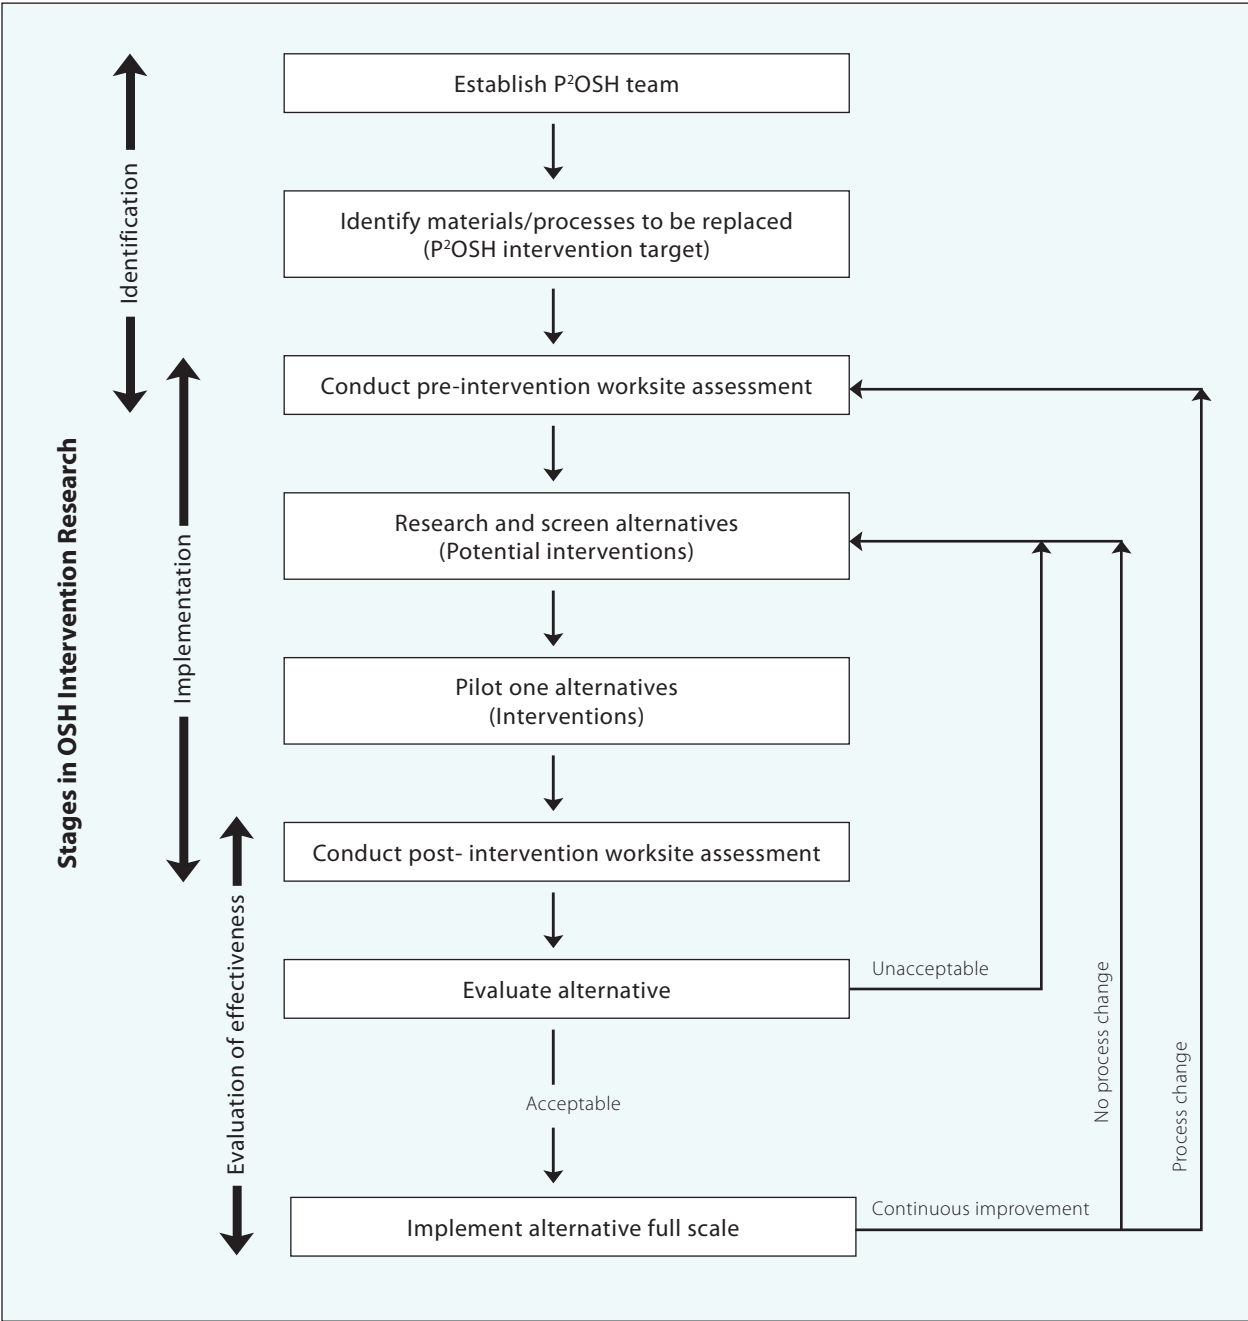 Stages in OSH Intervention Research
Identification
Implementation
Evaluation of effectiveness
Establish P²OSH team
Identify materials/processes to be replaced
(P²OSH intervention target)
Conduct pre-intervention worksite assessment
Research and screen alternatives
(Potential interventions)
Pilot one alternatives
(Interventions)
Conduct post- intervention worksite assessment
Evaluate alternative
Unacceptable
Acceptable
Implement alternative full scale
Continuous improvement
No process change
Process change